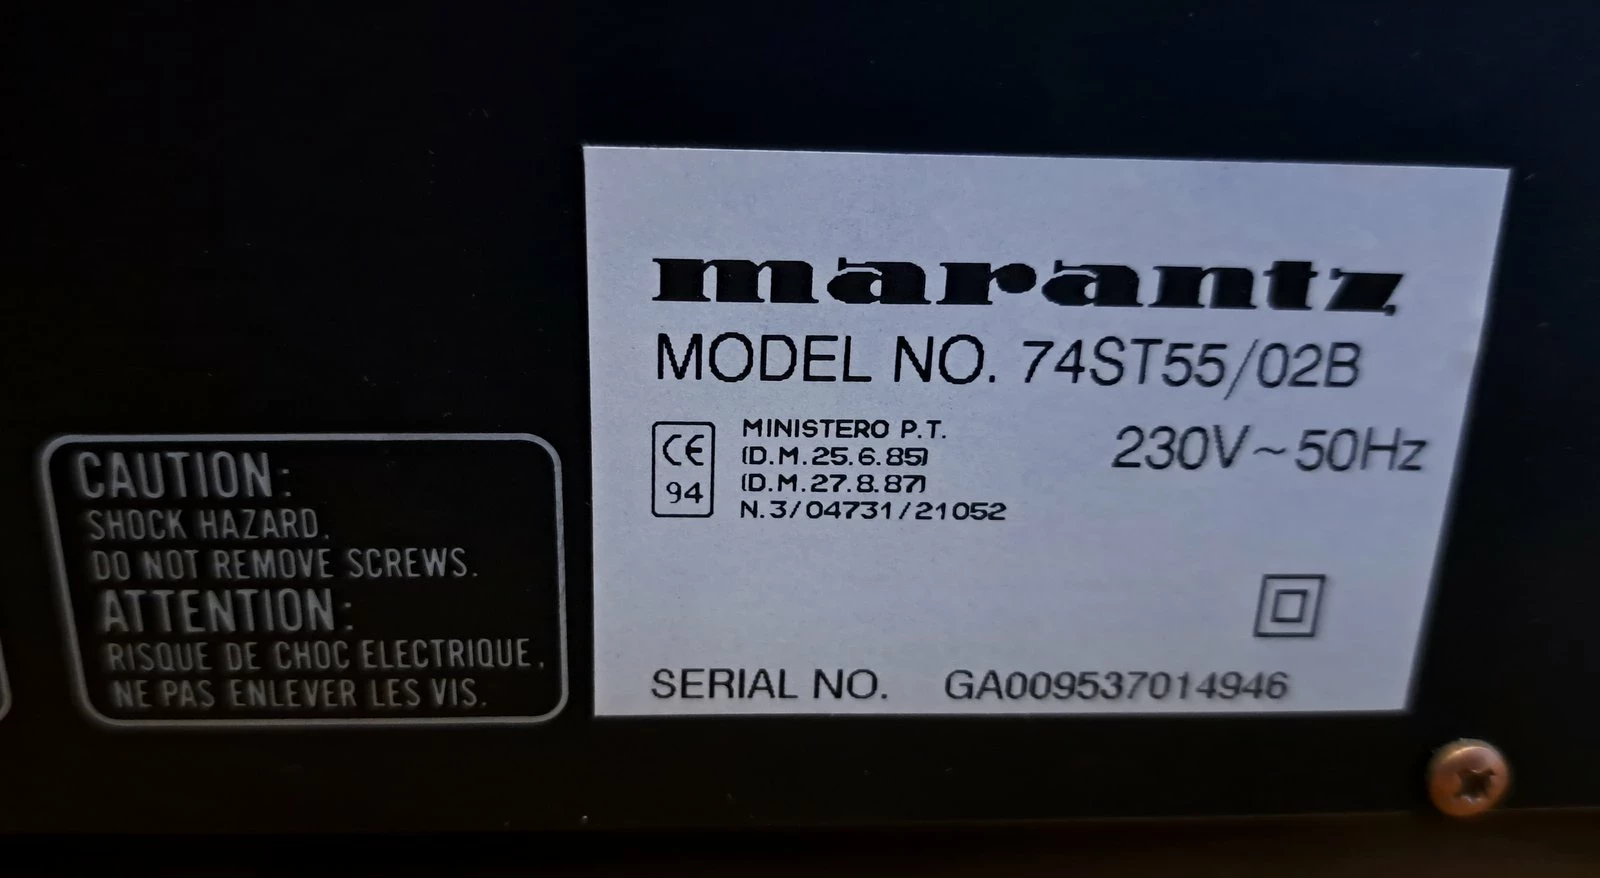 marantz
MODEL NO. 74ST55/02B
CE
94
MINISTERO P.T.
(D.M.25.6.85)
(D.M.27.8.87)
N.3/04731/21052
230V~50Hz
SERIAL NO. GA009537014946
CAUTION:
SHOCK HAZARD.
DO NOT REMOVE SCREWS.
ATTENTION:
RISQUE DE CHOC ELECTRIQUE.
NE PAS ENLEVER LES VIS.